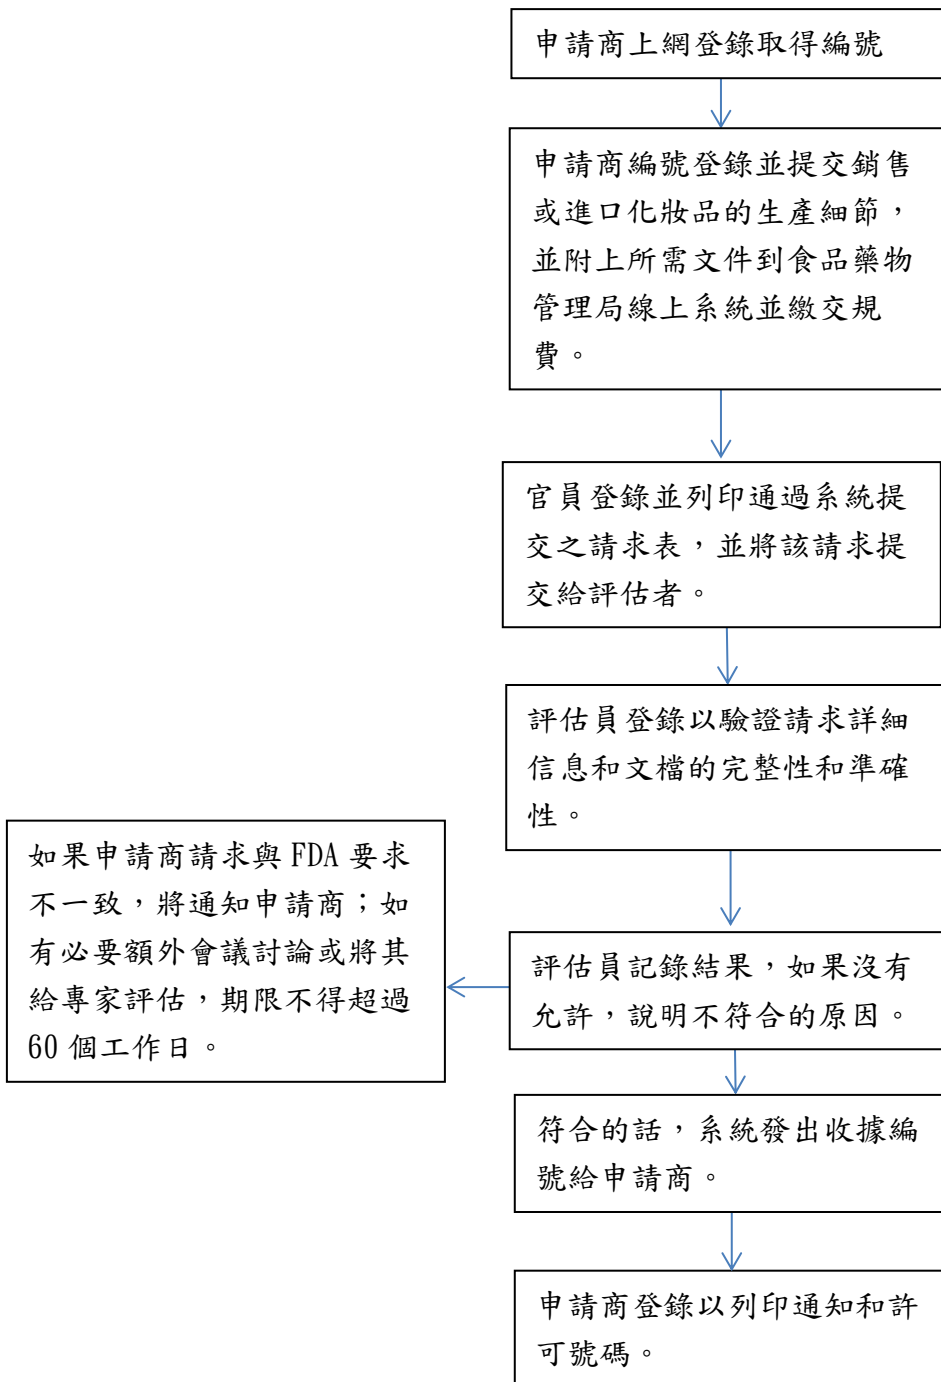 申請商上網登錄取得編號
申請商編號登錄並提交銷售
或進口化妝品的生產細節，
並附上所需文件到食品藥物
管理局線上系統並繳交規
費。
官員登錄並列印通過系統提
交之請求表，並將該請求提
交給評估者。
評估員登錄以驗證請求詳細
信息和文檔的完整性和準確
性。
如果申請商請求與 FDA 要求
不一致，將通知申請商；如
有必要額外會議討論或將其
給專家評估，期限不得超過
60 個工作日。
評估員記錄結果，如果沒有
允許，說明不符合的原因。
符合的話，系統發出收據編
號給申請商。
申請商登錄以列印通知和許
可號碼。